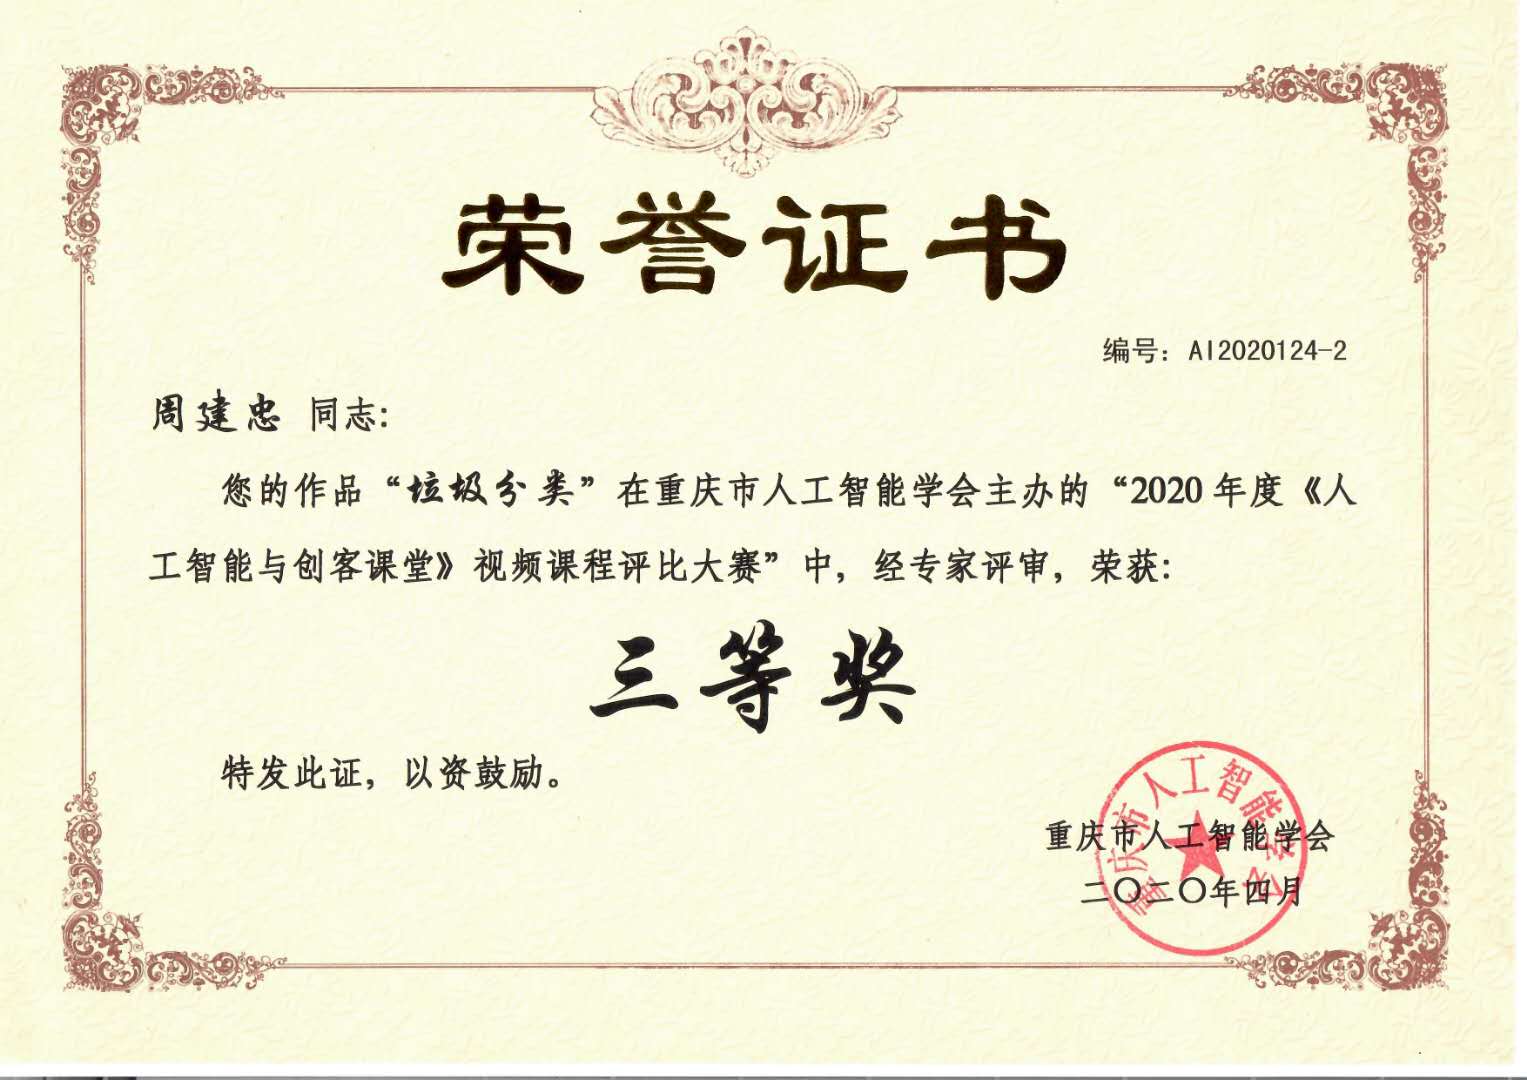 荣誉证书
编号：AI2020124-2
周建忠 同志：
您的作品“垃圾分类”在重庆市人工智能学会主办的“2020 年度《人
工智能与创客课堂》视频课程评比大赛”中，经专家评审，荣获：
三等奖
特发此证，以资鼓励。
重庆市人工智能学会
重庆市人工智能学会
二〇二〇年四月